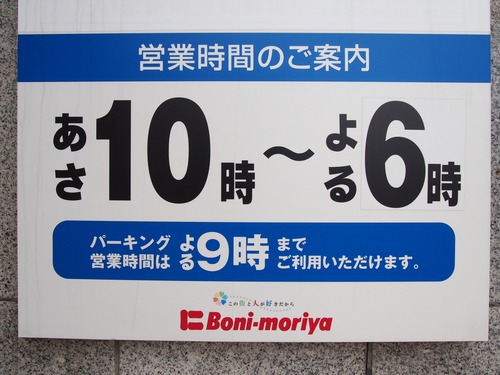 営業時間のご案内
あさ10時～よる6時
パーキング営業時間は よる9時まで ご利用いただけます。
この街と人が好きだから
Boni-moriya